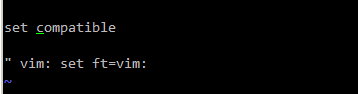 set compatible
" vim: set ft=vim:
~